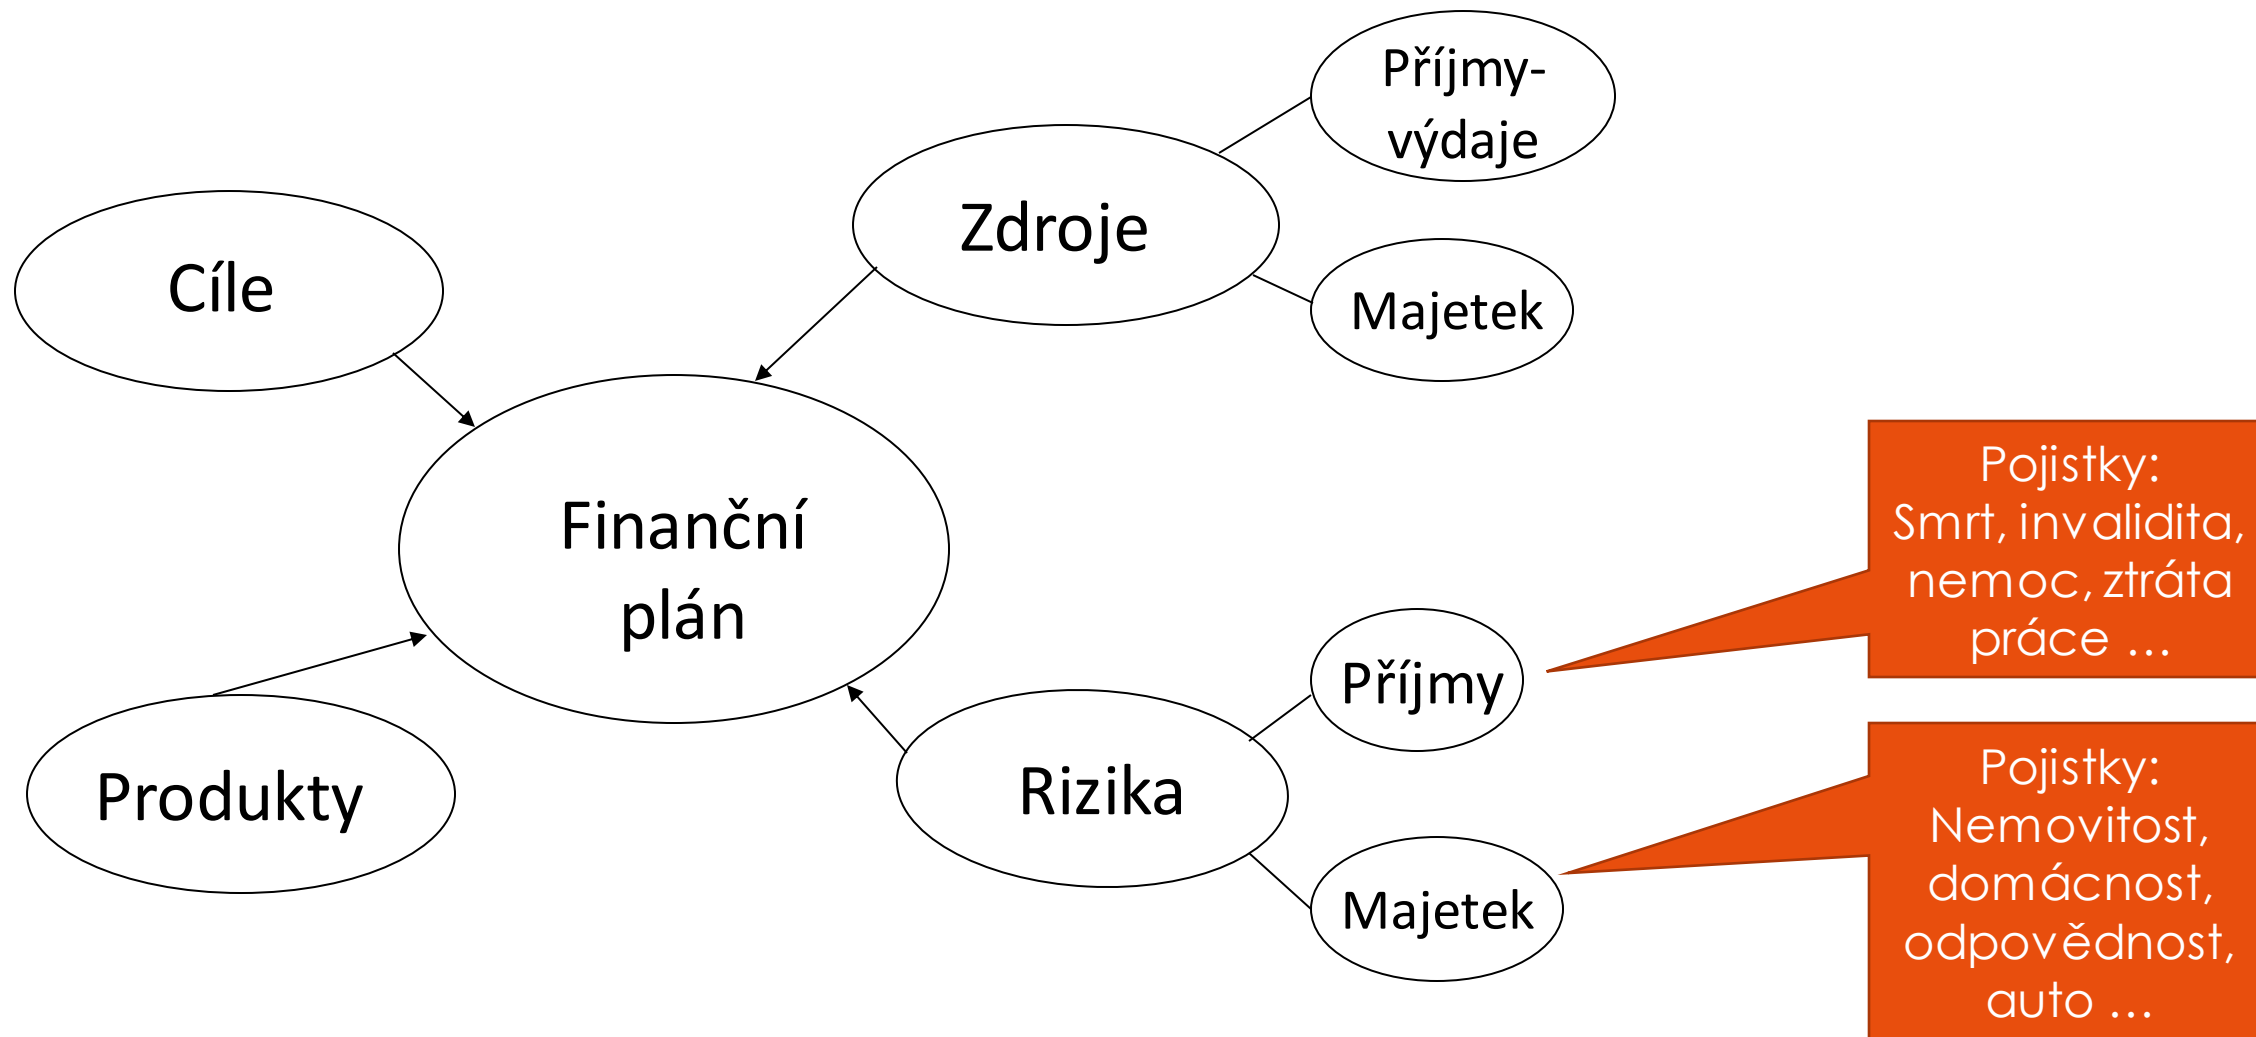 Příjmy-
výdaje
Zdroje
Cíle
Majetek
Finanční
plán
Pojistky:
Smrt, invalidita,
nemoc, ztráta
práce …
Příjmy
Rizika
Produkty
Majetek
Pojistky:
Nemovitost,
domácnost,
odpovědnost,
auto …